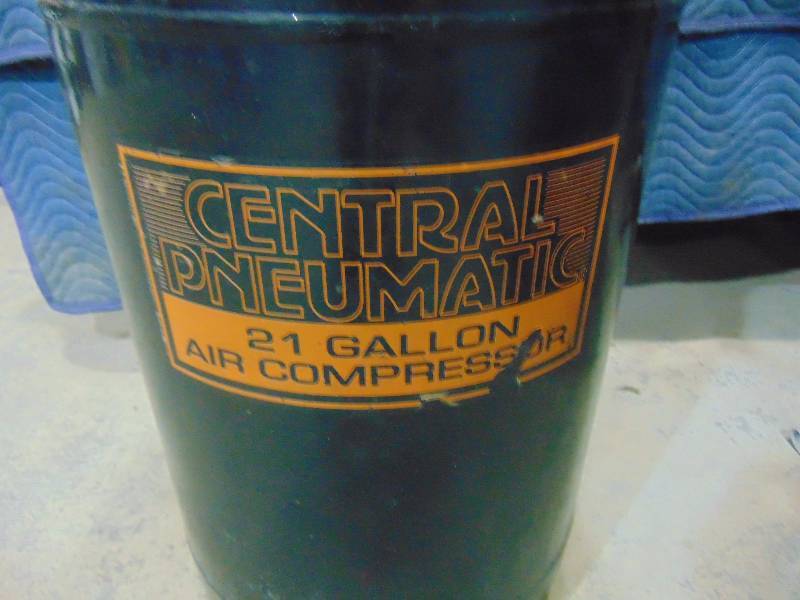 CENTRAL
PNEUMATIC
21 GALLON
AIR COMPRESSOR